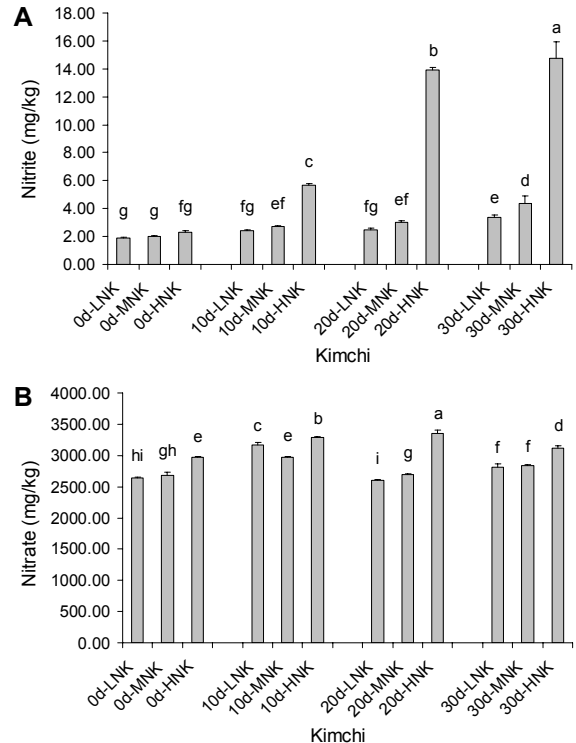 A
18.00
16.00
14.00
12.00
10.00
8.00
6.00
4.00
2.00
0.00
Nitrite (mg/kg)
g g fg fg ef c fg ef b e d a
0d-LNK 0d-MNK 0d-HNK 10d-LNK 10d-MNK 10d-HNK 20d-LNK 20d-MNK 20d-HNK 30d-LNK 30d-MNK 30d-HNK
Kimchi
B
4000.00
3500.00
3000.00
2500.00
2000.00
1500.00
1000.00
500.00
0.00
Nitrate (mg/kg)
hi gh e c e b i g a f f d
0d-LNK 0d-MNK 0d-HNK 10d-LNK 10d-MNK 10d-HNK 20d-LNK 20d-MNK 20d-HNK 30d-LNK 30d-MNK 30d-HNK
Kimchi